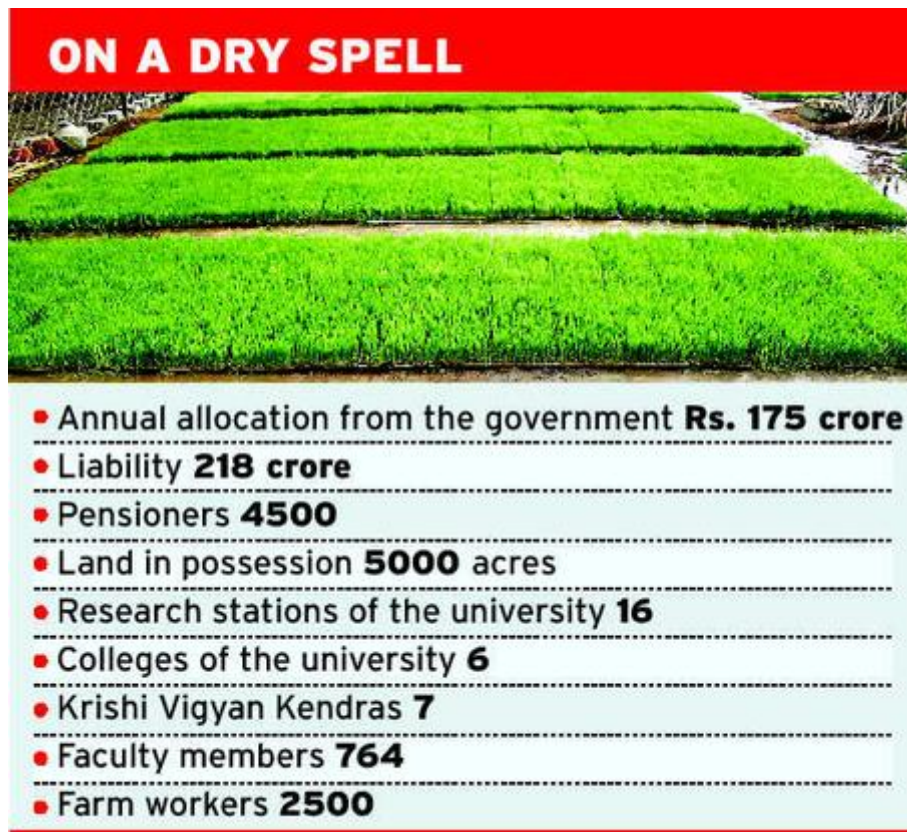 ON A DRY SPELL
• Annual allocation from the government Rs. 175 crore
• Liability 218 crore
• Pensioners 4500
• Land in possession 5000 acres
• Research stations of the university 16
• Colleges of the university 6
• Krishi Vigyan Kendras 7
• Faculty members 764
• Farm workers 2500